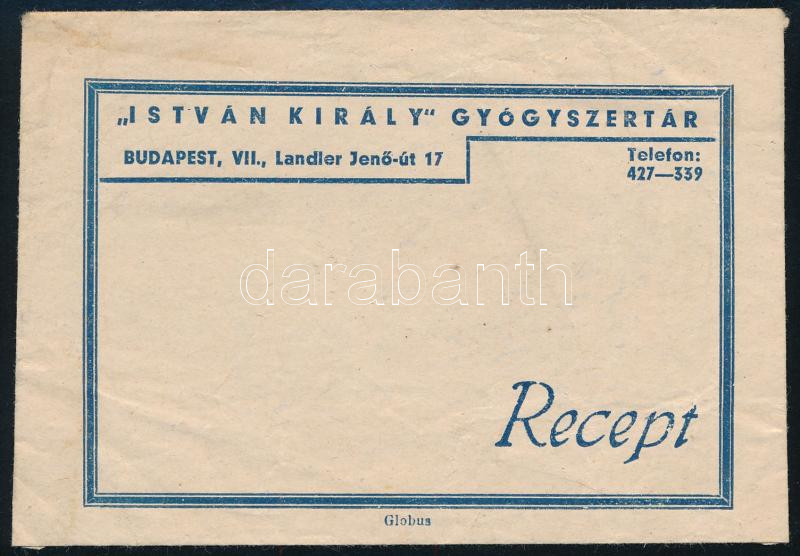 „ISTVÁN KIRÁLY“ GYÓGYSZERTÁR
BUDAPEST, VII., Landler Jenő-út 17
Telefon:
427—339
darabanth
Recept
Globus